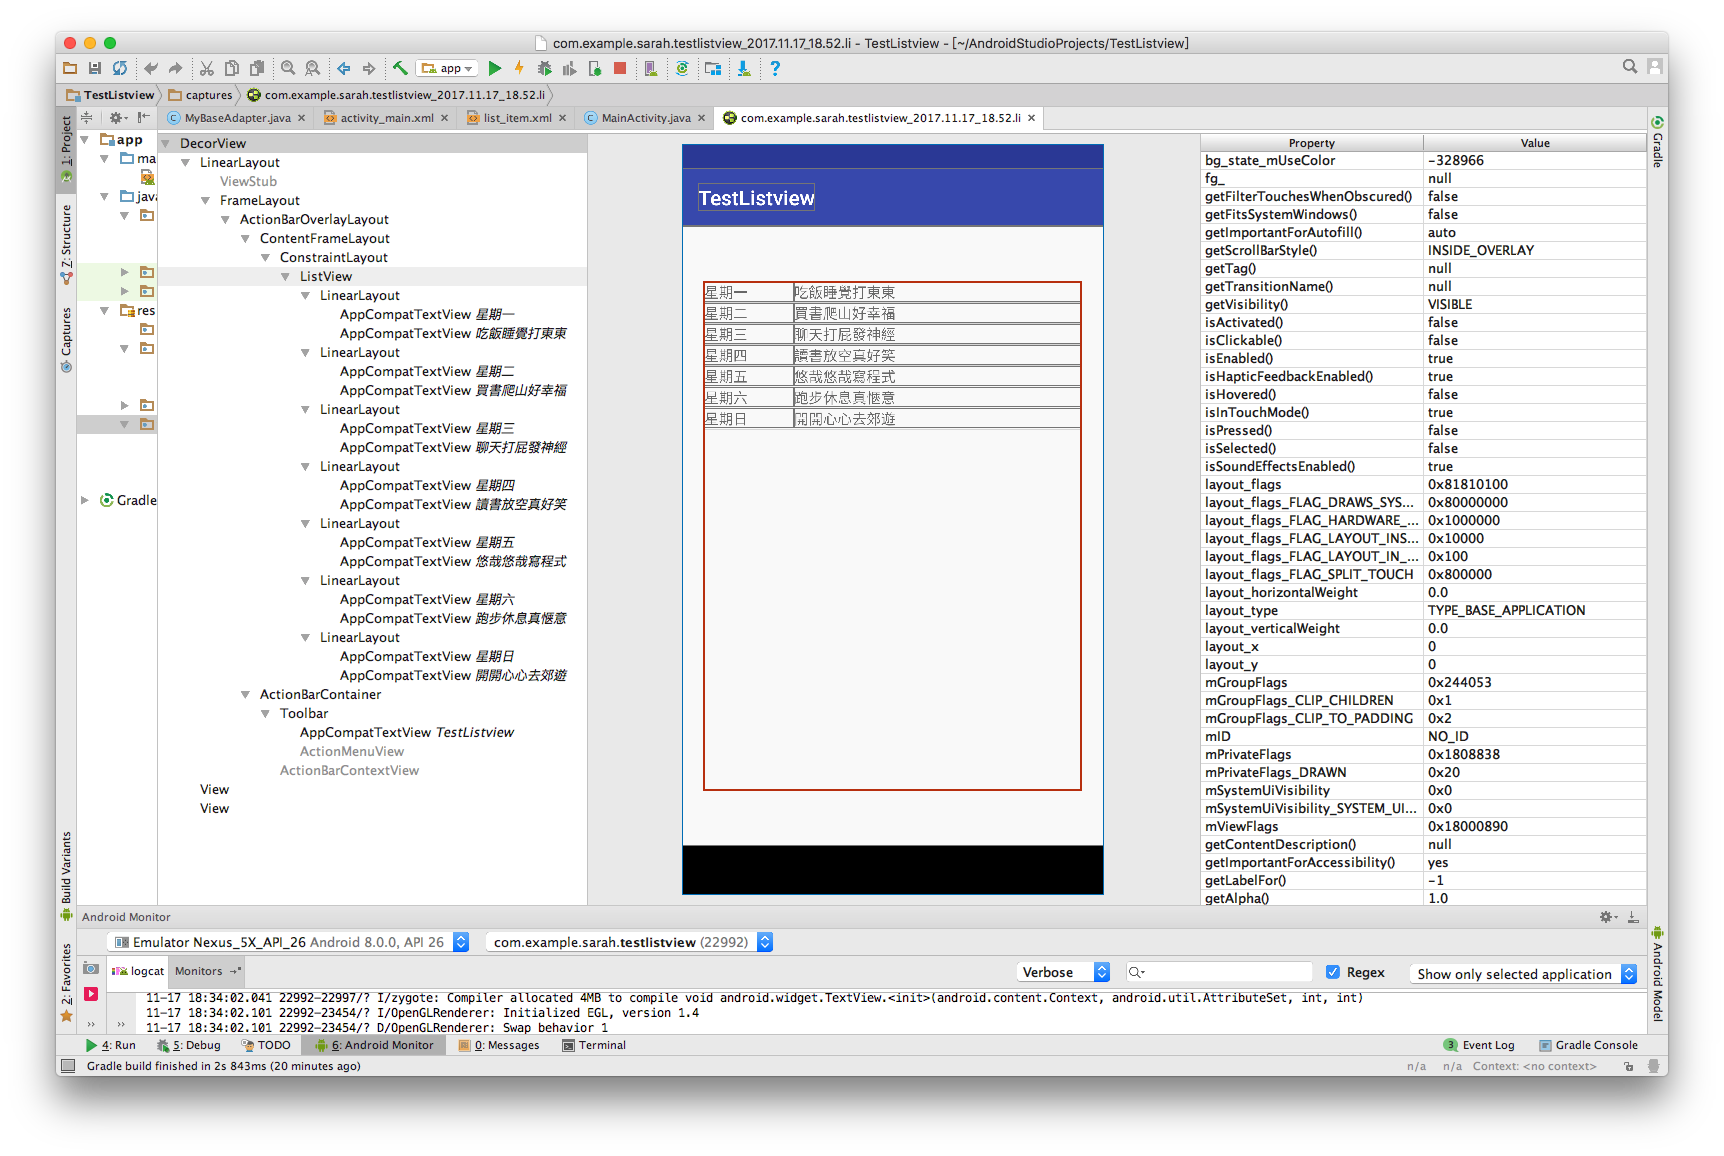 com.example.sarah.testlistview_2017.11.17_18.52.li - TestListview - [~/AndroidStudioProjects/TestListview]
app
TestListview captures com.example.sarah.testlistview_2017.11.17_18.52.li
MyBaseAdapter.java activity_main.xml list_item.xml MainActivity.java com.example.sarah.testlistview_2017.11.17_18.52.li
1: Project
Z: Structure
Captures
Build Variants
2: Favorites
app
ma
java
res
Gradle
DecorView
LinearLayout
ViewStub
FrameLayout
ActionBarOverlayLayout
ContentFrameLayout
ConstraintLayout
ListView
LinearLayout
AppCompatTextView 星期一
AppCompatTextView 吃飯睡覺打東東
LinearLayout
AppCompatTextView 星期二
AppCompatTextView 買書爬山好幸福
LinearLayout
AppCompatTextView 星期三
AppCompatTextView 聊天打屁發神經
LinearLayout
AppCompatTextView 星期四
AppCompatTextView 讀書放空真好笑
LinearLayout
AppCompatTextView 星期五
AppCompatTextView 悠哉悠哉寫程式
LinearLayout
AppCompatTextView 星期六
AppCompatTextView 跑步休息真愜意
LinearLayout
AppCompatTextView 星期日
AppCompatTextView 開開心心去郊遊
ActionBarContainer
Toolbar
AppCompatTextView TestListview
ActionMenuView
ActionBarContextView
View
View
TestListview
星期一 吃飯睡覺打東東
星期二 買書爬山好幸福
星期三 聊天打屁發神經
星期四 讀書放空真好笑
星期五 悠哉悠哉寫程式
星期六 跑步休息真愜意
星期日 開開心心去郊遊
Property Value
bg_state_mUseColor -328966
fg_ null
getFilterTouchesWhenObscured() false
getFitsSystemWindows() false
getImportantForAutofill() auto
getScrollBarStyle() INSIDE_OVERLAY
getTag() null
getTransitionName() null
getVisibility() VISIBLE
isActivated() false
isClickable() false
isEnabled() true
isHapticFeedbackEnabled() true
isHovered() false
isInTouchMode() true
isPressed() false
isSelected() false
isSoundEffectsEnabled() true
layout_flags 0x81810100
layout_flags_FLAG_DRAWS_SYS... 0x80000000
layout_flags_FLAG_HARDWARE_... 0x1000000
layout_flags_FLAG_LAYOUT_INS... 0x10000
layout_flags_FLAG_LAYOUT_IN_... 0x100
layout_flags_FLAG_SPLIT_TOUCH 0x800000
layout_horizontalWeight 0.0
layout_type TYPE_BASE_APPLICATION
layout_verticalWeight 0.0
layout_x 0
layout_y 0
mGroupFlags 0x244053
mGroupFlags_CLIP_CHILDREN 0x1
mGroupFlags_CLIP_TO_PADDING 0x2
mID NO_ID
mPrivateFlags 0x1808838
mPrivateFlags_DRAWN 0x20
mSystemUiVisibility 0x0
mSystemUiVisibility_SYSTEM_UI... 0x0
mViewFlags 0x18000890
getContentDescription() null
getImportantForAccessibility() yes
getLabelFor() -1
getAlpha() 1.0
Gradle
Android Model
Android Monitor
Emulator Nexus_5X_API_26 Android 8.0.0, API 26 com.example.sarah.testlistview (22992)
logcat Monitors Verbose Regex Show only selected application
11-17 18:34:02.041 22992-22997/? I/zygote: Compiler allocated 4MB to compile void android.widget.TextView.<init>(android.content.Context, android.util.AttributeSet, int, int)
11-17 18:34:02.101 22992-23454/? I/OpenGLRenderer: Initialized EGL, version 1.4
11-17 18:34:02.101 22992-23454/? D/OpenGLRenderer: Swap behavior 1
4: Run 5: Debug TODO 6: Android Monitor 0: Messages Terminal 3 Event Log Gradle Console
Gradle build finished in 2s 843ms (20 minutes ago) n/a n/a Context: <no context>